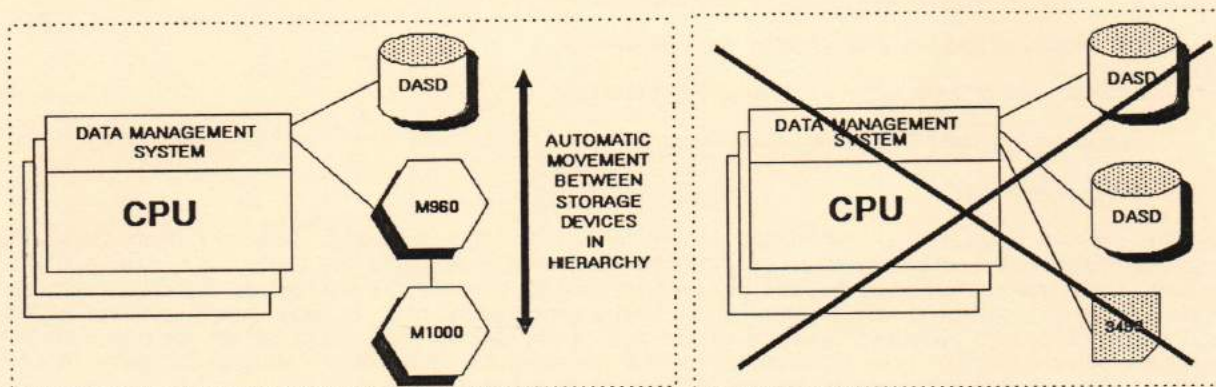 DATA MANAGEMENT
SYSTEM
CPU
DASD
M960
M1000
AUTOMATIC
MOVEMENT
BETWEEN
STORAGE
DEVICES
IN
HIERARCHY
DATA MANAGEMENT
SYSTEM
CPU
DASD
DASD